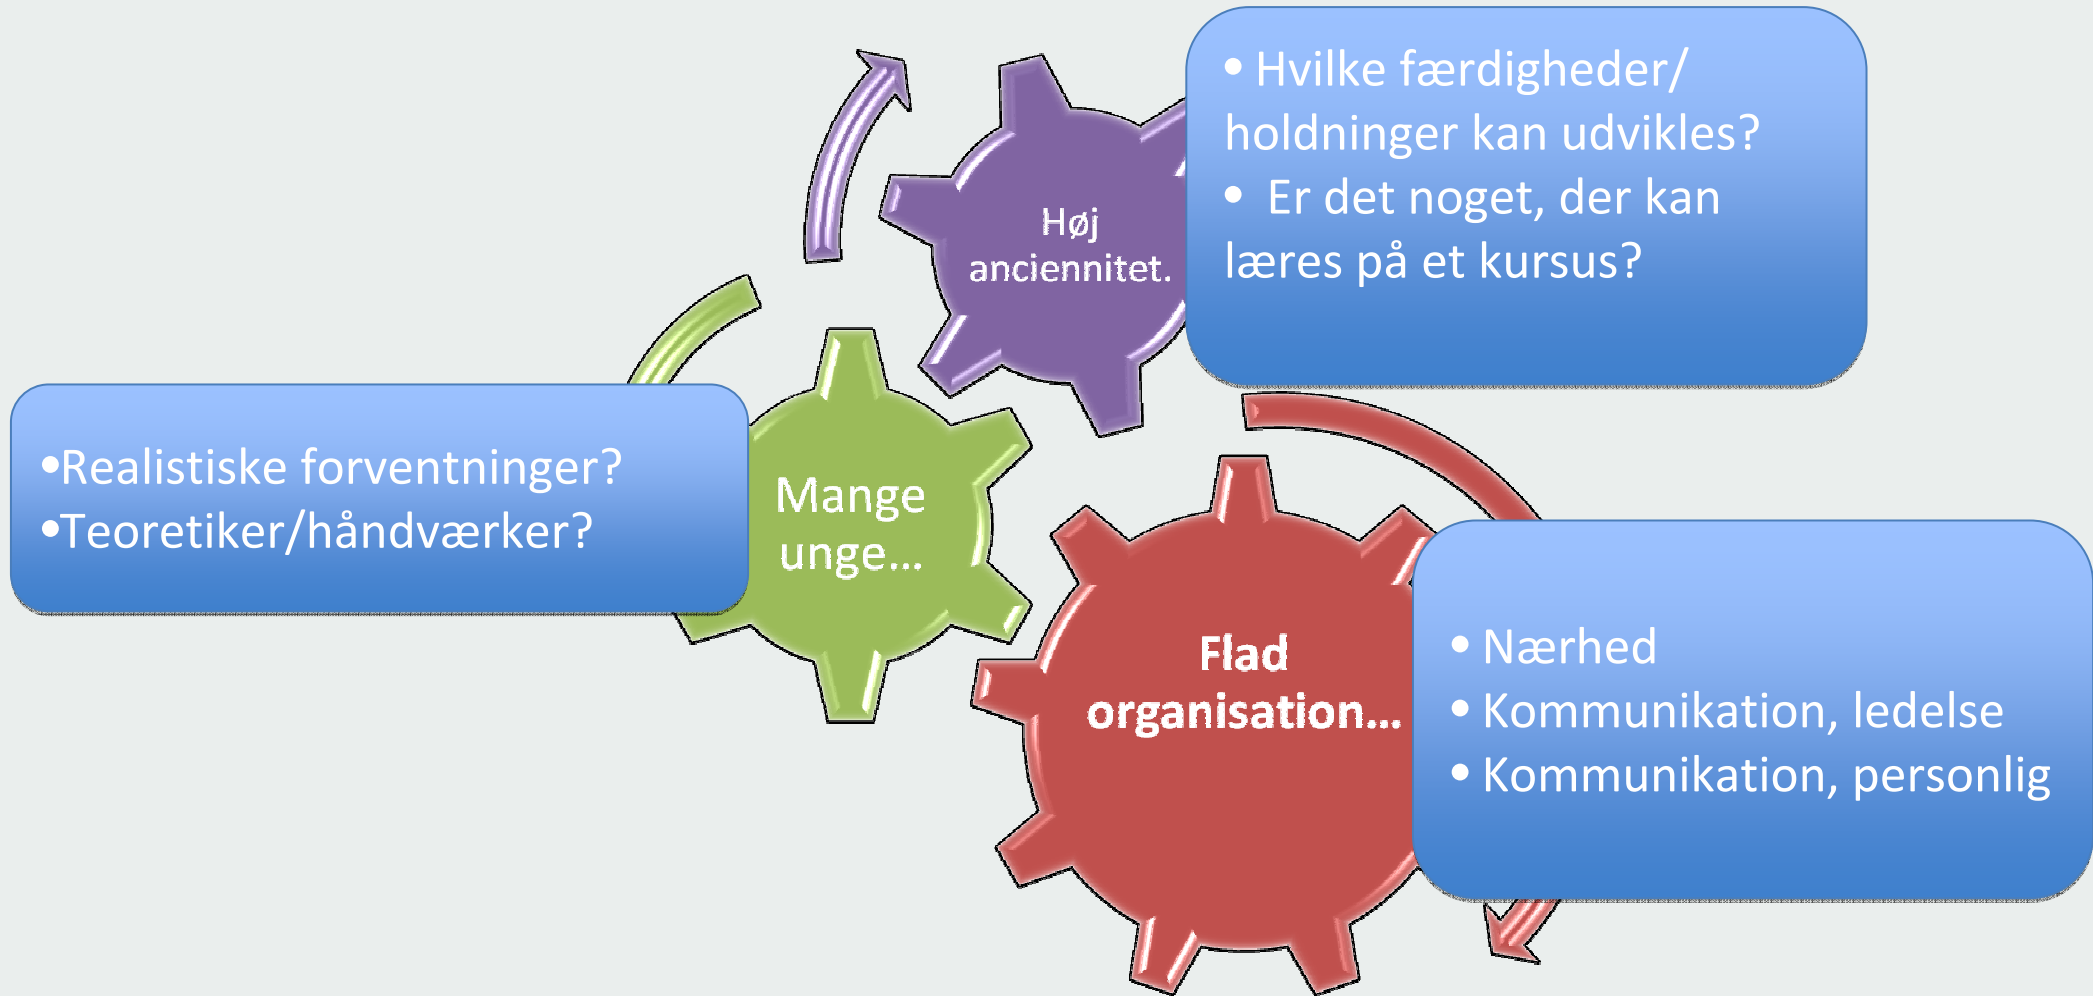 • Hvilke færdigheder/
holdninger kan udvikles?
• Er det noget, der kan
læres på et kursus?
Høj
anciennitet.
•Realistiske forventninger?
•Teoretiker/håndværker?
Mange
unge...
Flad
organisation...
• Nærhed
• Kommunikation, ledelse
• Kommunikation, personlig